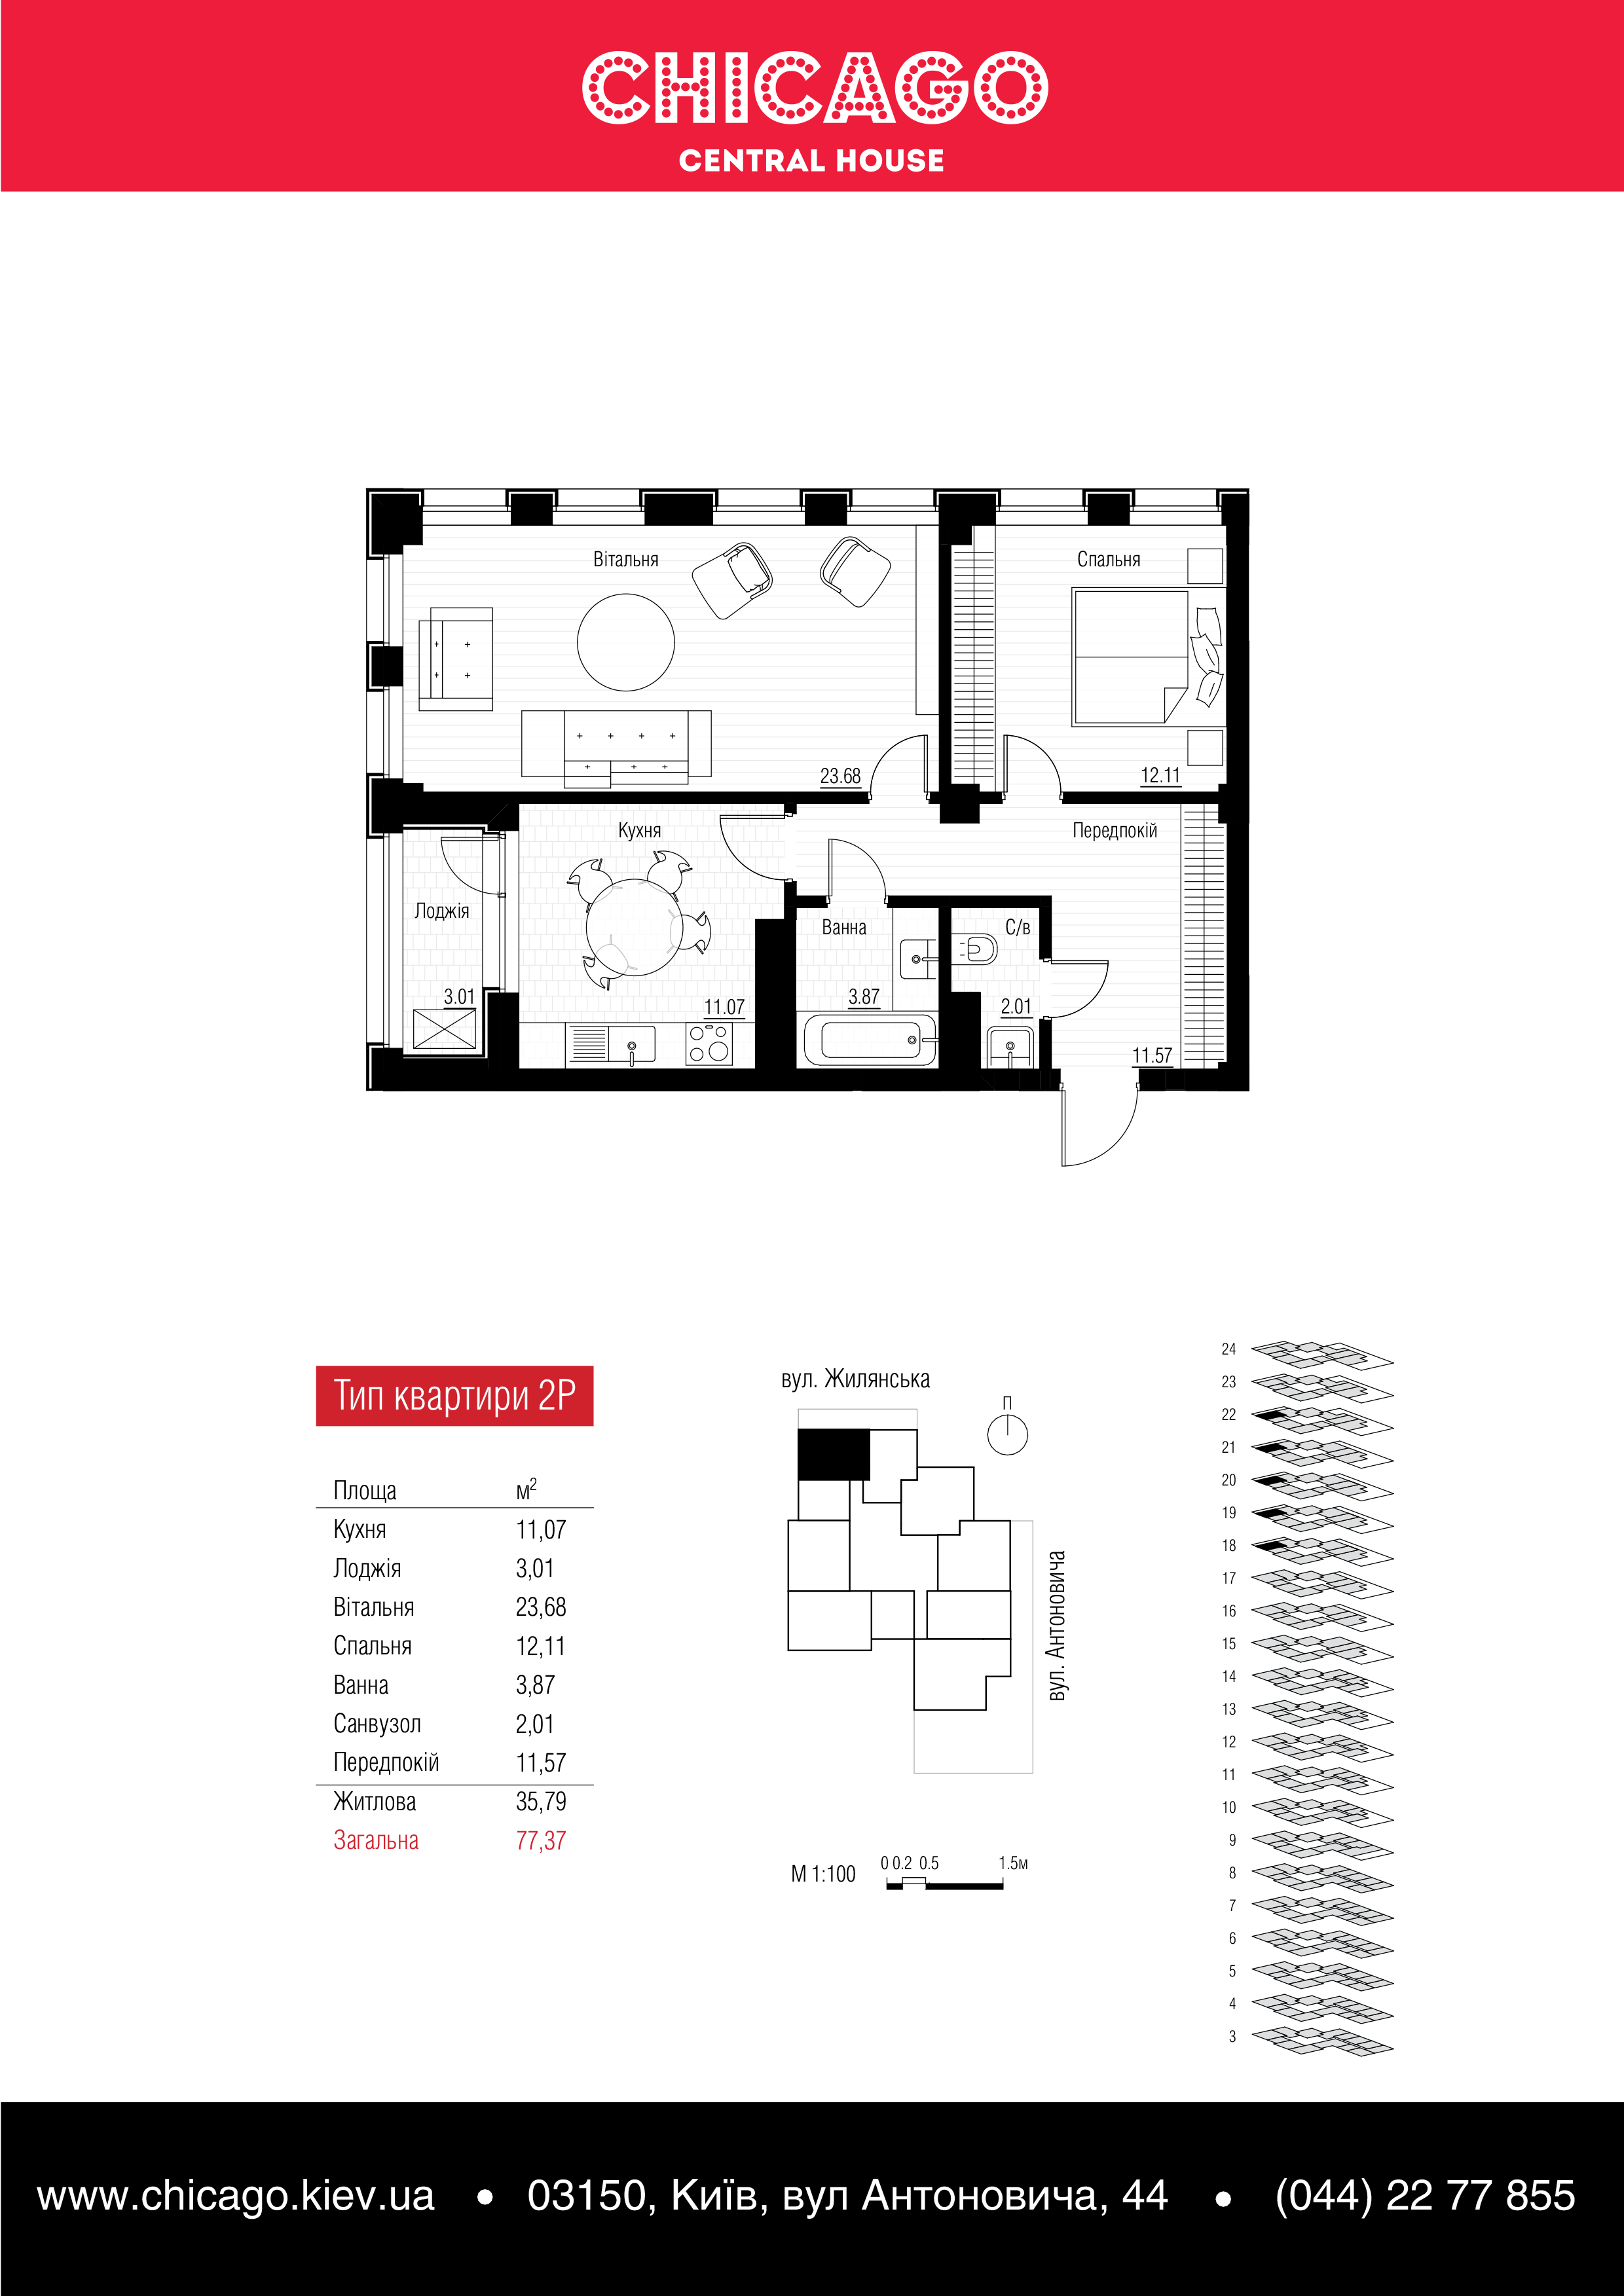 CHICAGO
CENTRAL HOUSE
Вітальня
Спальня
23.68
12.11
Кухня
Передпокій
Лоджія
Ванна
С/в
3.01
11.07
3.87
2.01
11.57
Тип квартири 2Р
Площа м²
Кухня 11,07
Лоджія 3,01
Вітальня 23,68
Спальня 12,11
Ванна 3,87
Санвузол 2,01
Передпокій 11,57
Житлова 35,79
Загальна 77,37
вул. Жилянська
П
вул. Антоновича
М 1:100
0 0.2 0.5 1.5м
24
23
22
21
20
19
18
17
16
15
14
13
12
11
10
9
8
7
6
5
4
3
www.chicago.kiev.ua • 03150, Київ, вул Антоновича, 44 • (044) 22 77 855